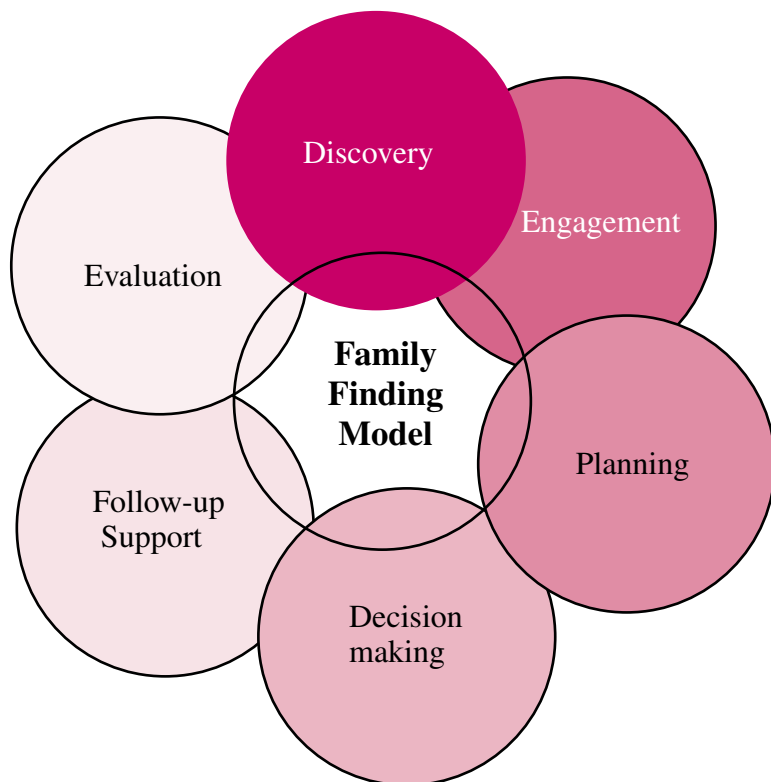 Discovery
Engagement
Evaluation
Family
Finding
Model
Planning
Follow-up
Support
Decision
making